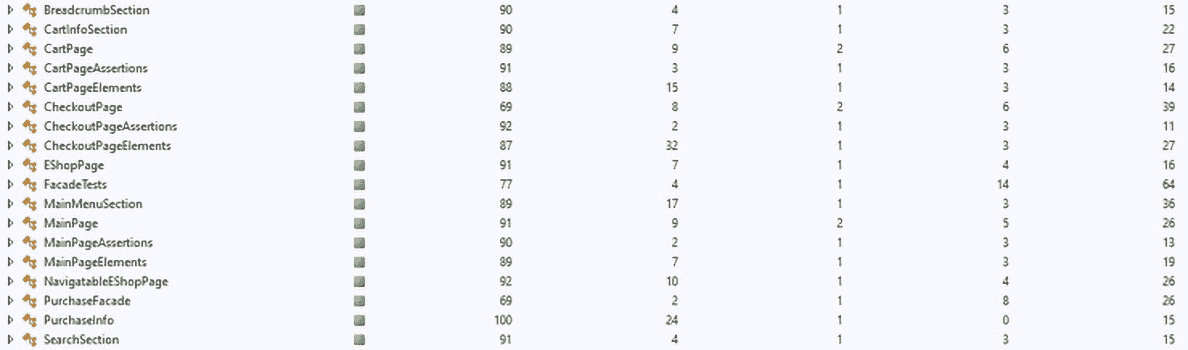 BreadcrumbSection 90 4 1 3 15
CartInfoSection 90 7 1 3 22
CartPage 89 9 2 6 27
CartPageAssertions 91 3 1 3 16
CartPageElements 88 15 1 3 14
CheckoutPage 69 8 2 6 39
CheckoutPageAssertions 92 2 1 3 11
CheckoutPageElements 87 32 1 3 27
EShopPage 91 7 1 4 16
FacadeTests 77 4 1 14 64
MainMenuSection 89 17 1 3 36
MainPage 91 9 2 5 26
MainPageAssertions 90 2 1 3 13
MainPageElements 89 7 1 3 19
NavigatableEShopPage 92 10 1 4 26
PurchaseFacade 69 2 1 8 26
PurchaseInfo 100 24 1 0 15
SearchSection 91 4 1 3 15